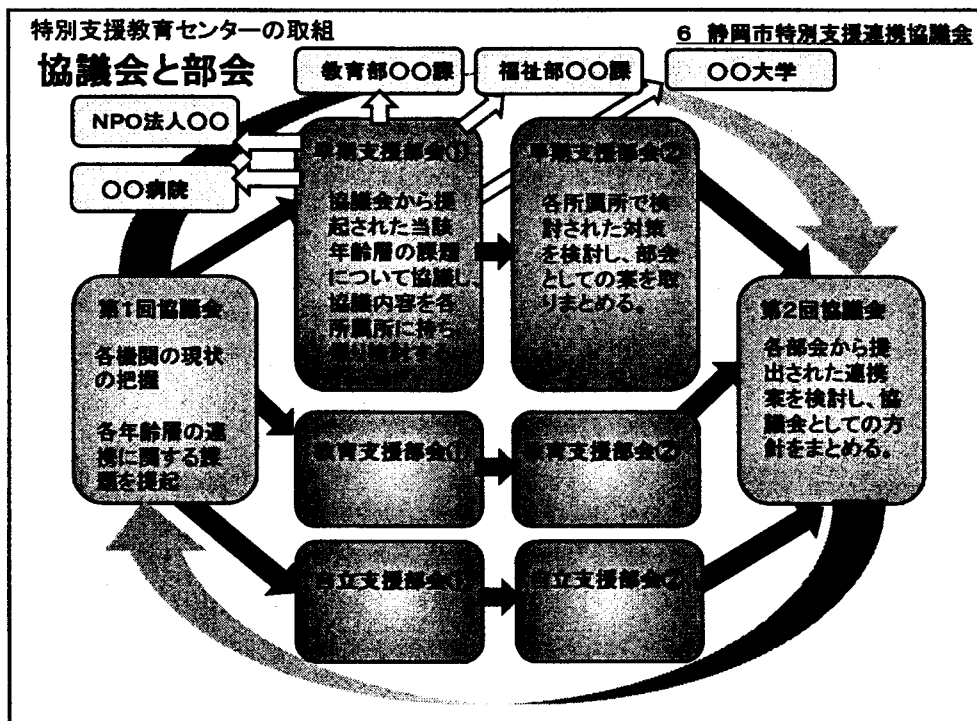 特別支援教育センターの取組
6 静岡市特別支援連携協議会
協議会と部会
教育部〇〇課
福祉部〇〇課
〇〇大学
NPO法人〇〇
〇〇病院
早期支援部会①
協議会から提
起された当該
年齢層の課題
について協議し、
協議内容を各
所属所に持ち
帰り検討する
早期支援部会②
各所属所で検
討された対策
を検討し、部会
としての案を取
りまとめる。
第1回協議会
各機関の現状
の把握
各年齢層の連
携に関する課
題を提起
第2回協議会
各部会から提
出された連携
案を検討し、協
議会としての方
針をまとめる。
教育支援部会①
教育支援部会②
自立支援部会①
自立支援部会②